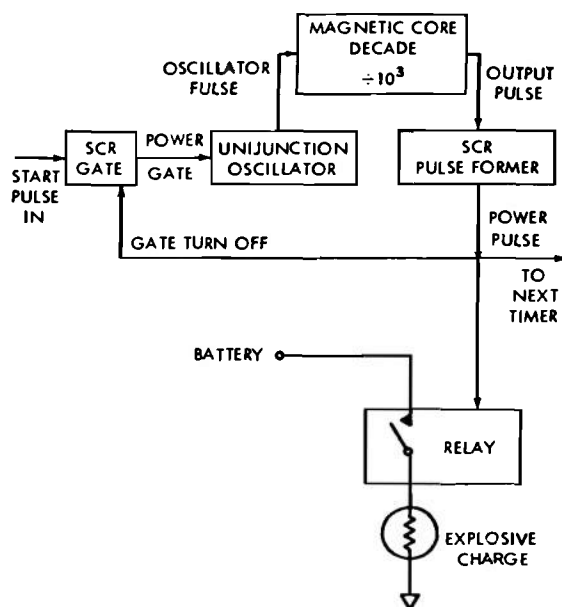 MAGNETIC CORE
DECADE
÷10³
OSCILLATOR
FULSE
OUTPUT
PULSE
SCR
GATE
POWER
GATE
UNIJUNCTION
OSCILLATOR
SCR
PULSE FORMER
START
PULSE
IN
GATE TURN OFF
POWER
PULSE
TO
NEXT
TIMER
BATTERY
RELAY
EXPLOSIVE
CHARGE